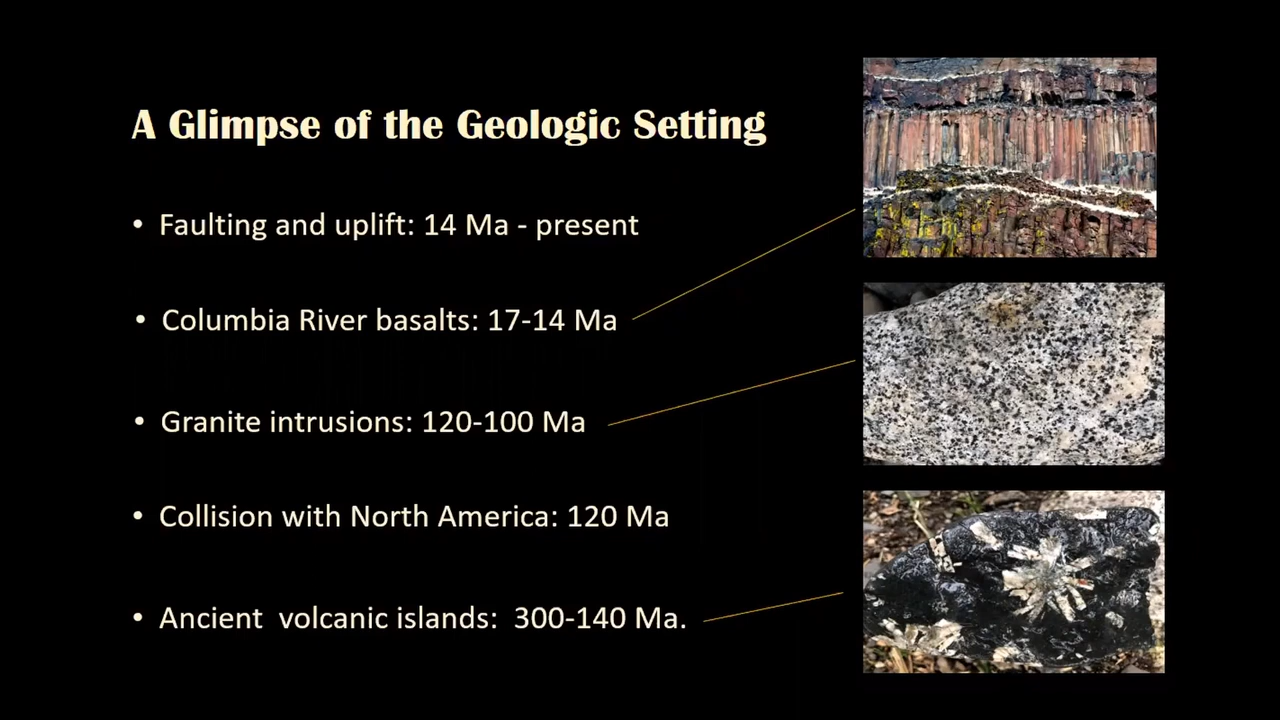 A Glimpse of the Geologic Setting
• Faulting and uplift: 14 Ma - present
• Columbia River basalts: 17-14 Ma
• Granite intrusions: 120-100 Ma
• Collision with North America: 120 Ma
• Ancient  volcanic islands:  300-140 Ma.